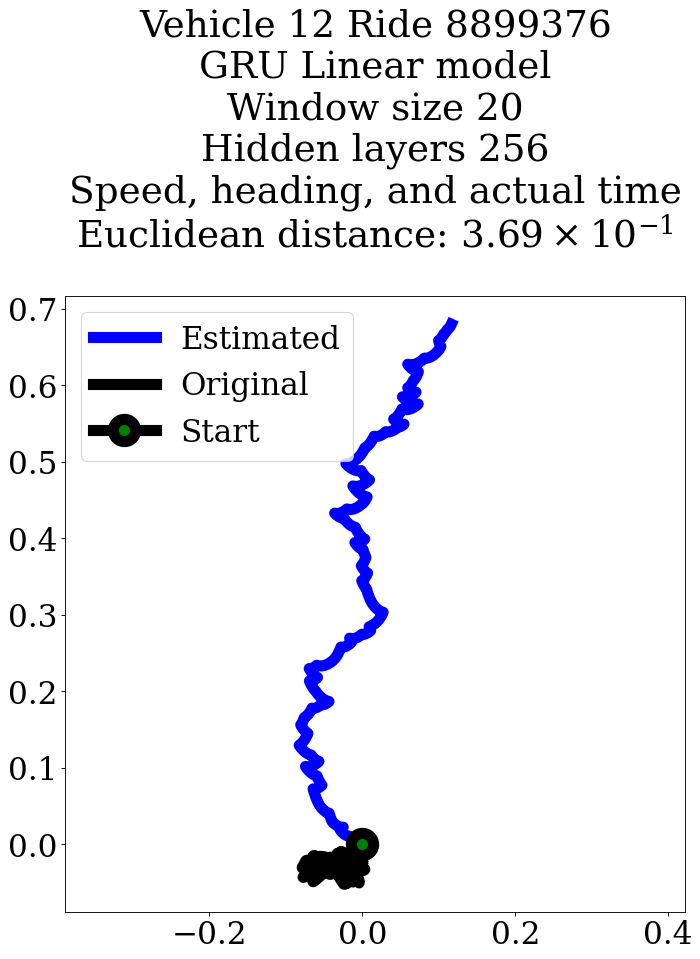 Vehicle 12 Ride 8899376
GRU Linear model
Window size 20
Hidden layers 256
Speed, heading, and actual time
Euclidean distance: 3.69 × 10⁻¹
Estimated
Original
Start
0.7
0.6
0.5
0.4
0.3
0.2
0.1
0.0
−0.2 0.0 0.2 0.4